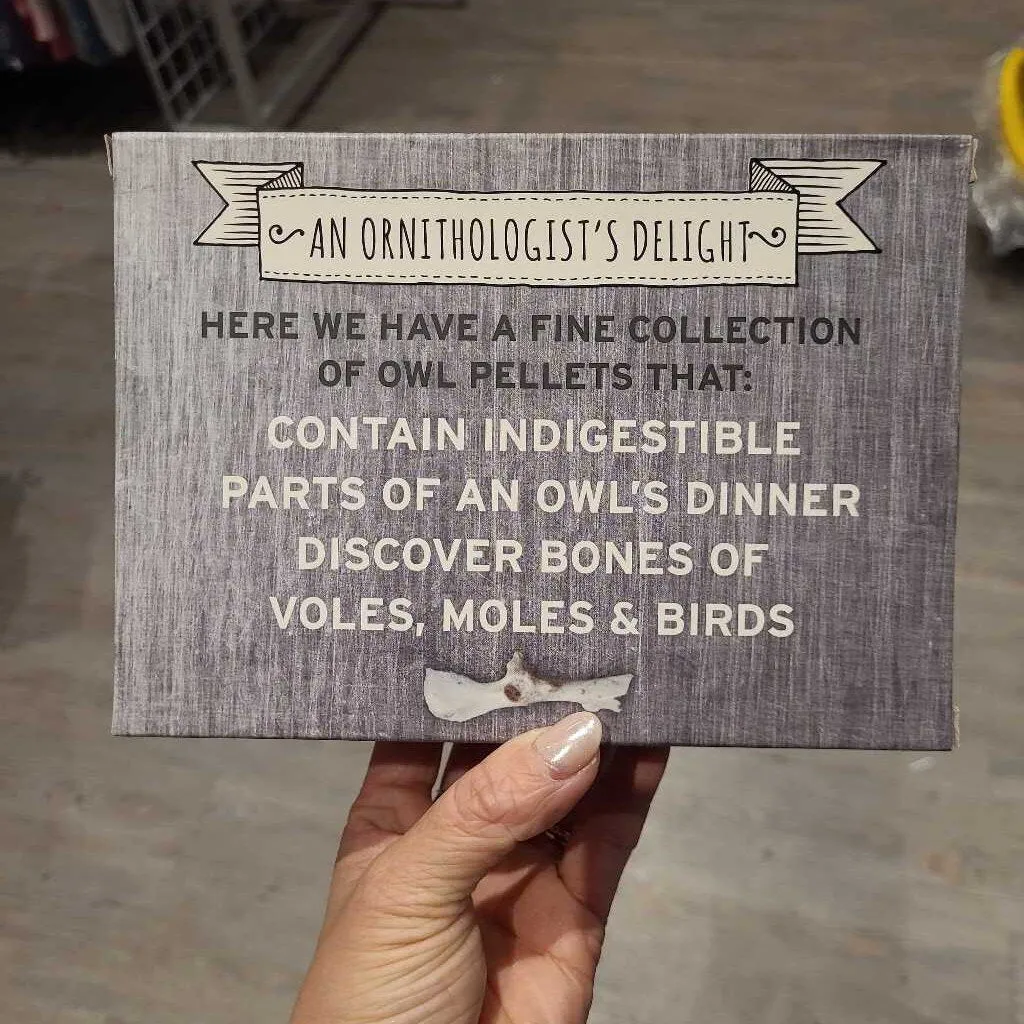 AN ORNITHOLOGIST'S DELIGHT
HERE WE HAVE A FINE COLLECTION
OF OWL PELLETS THAT:
CONTAIN INDIGESTIBLE
PARTS OF AN OWL'S DINNER
DISCOVER BONES OF
VOLES, MOLES & BIRDS